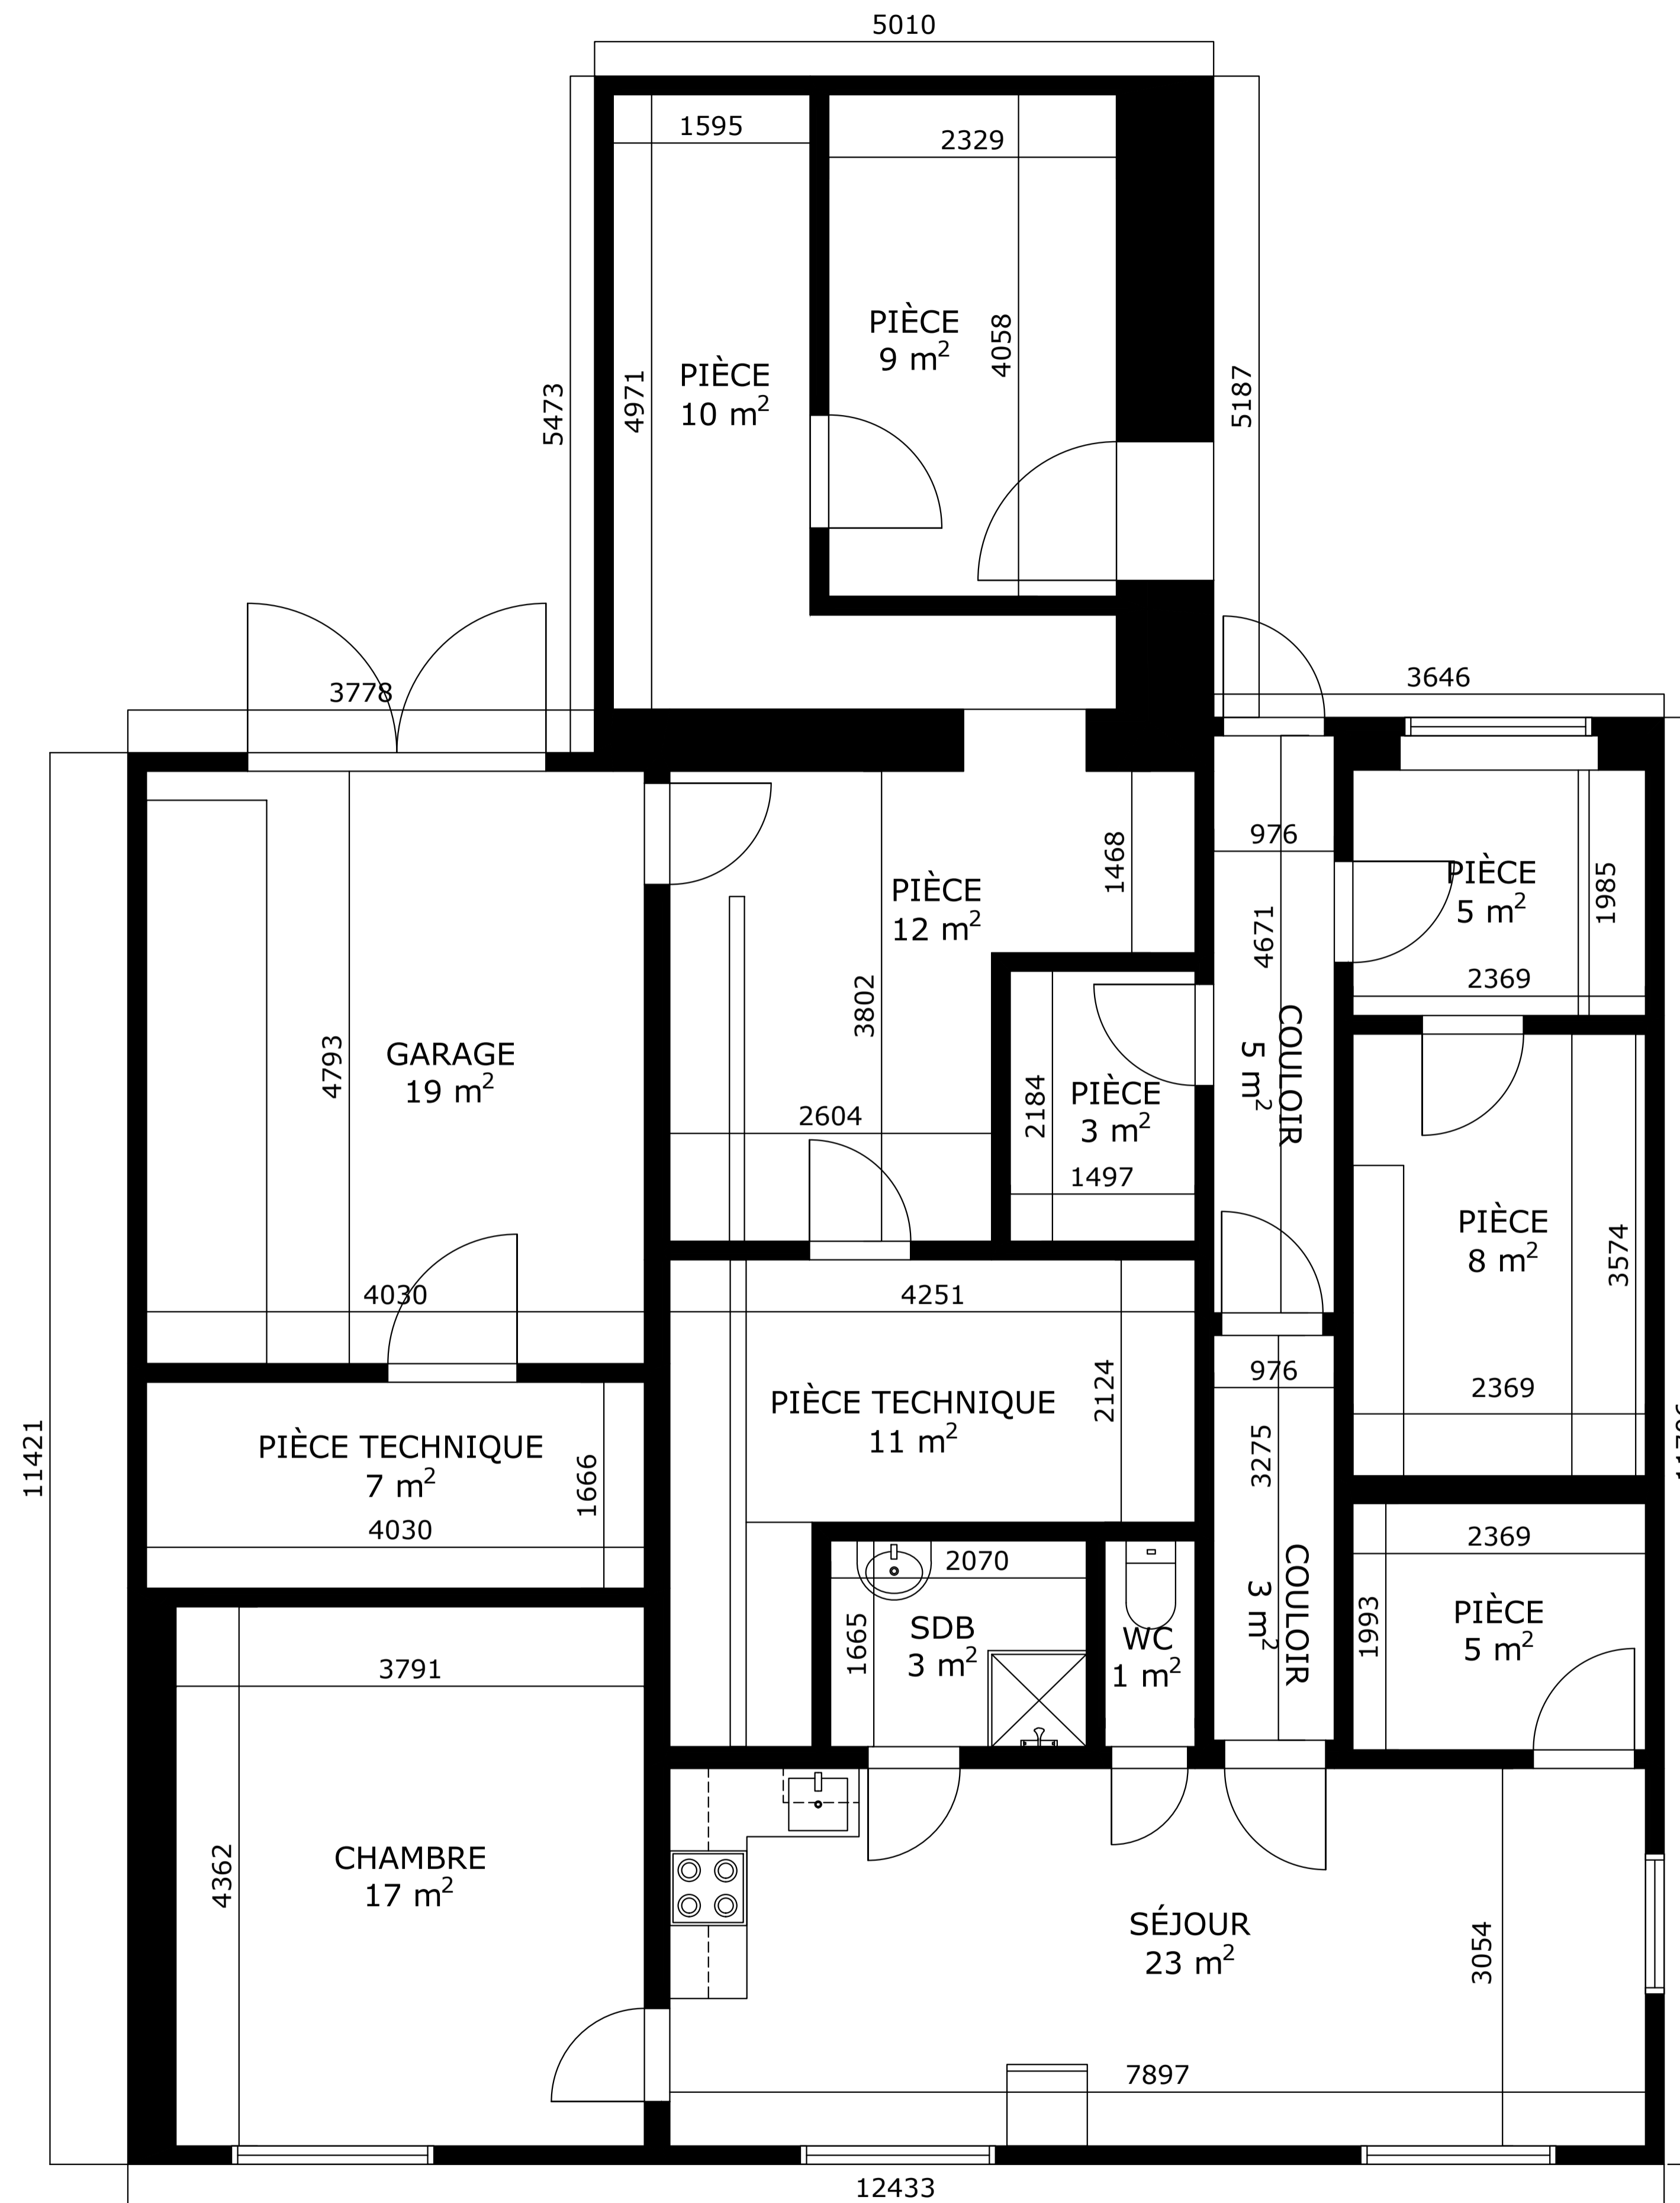 5010
1595
2329
PIÈCE
9 m²
4058
PIÈCE
10 m²
4971
5473
5187
3778
3646
976
1468
PIÈCE
12 m²
PIÈCE
5 m²
1985
4671
2369
3802
GARAGE
19 m²
4793
COULOIR
5 m²
PIÈCE
3 m²
2184
2604
1497
PIÈCE
8 m²
3574
4030
4251
976
2369
2124
PIÈCE TECHNIQUE
11 m²
11421
PIÈCE TECHNIQUE
7 m²
1666
3275
4030
2369
2070
COULOIR
3 m²
1993
PIÈCE
5 m²
1665
SDB
3 m²
WC
1 m²
3791
4362
CHAMBRE
17 m²
SÉJOUR
23 m²
3054
7897
12433